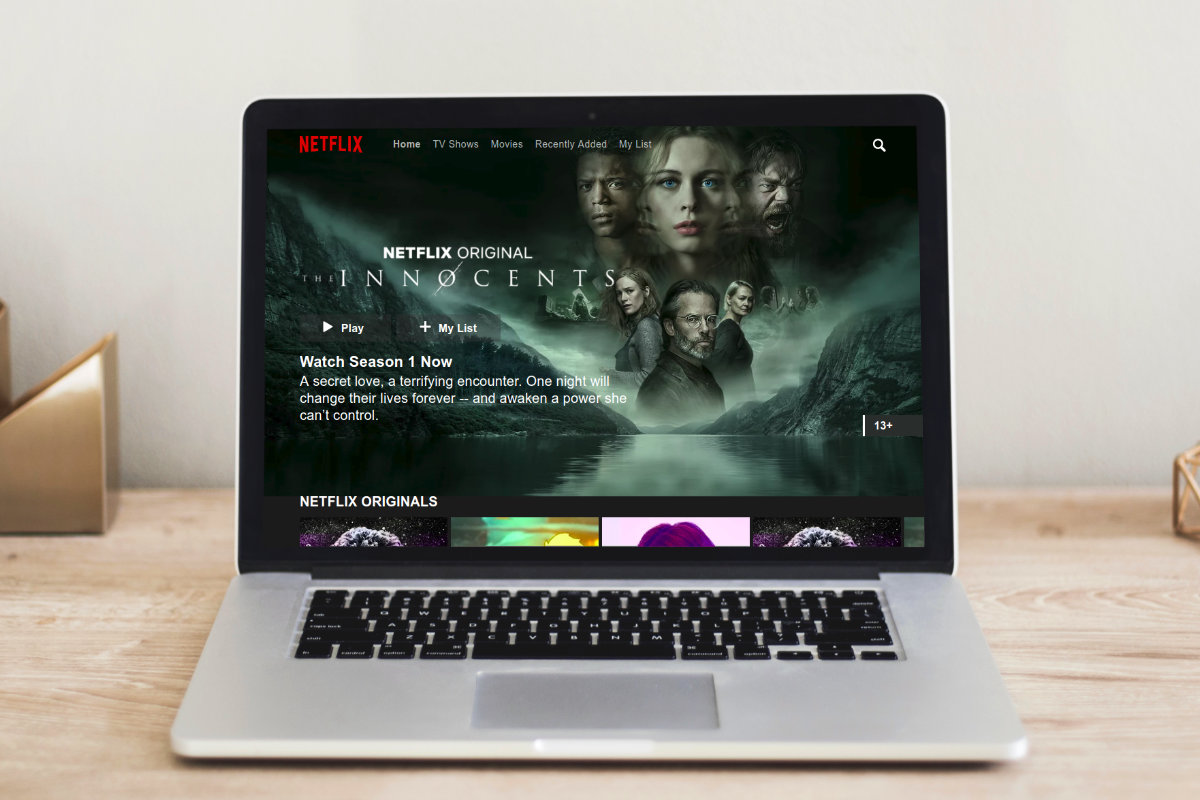 NETFLIX Home TV Shows Movies Recently Added My List
NETFLIX ORIGINAL
THE INNOCENTS
Play + My List
Watch Season 1 Now
A secret love, a terrifying encounter. One night will
change their lives forever -- and awaken a power she
can't control.
13+
NETFLIX ORIGINALS